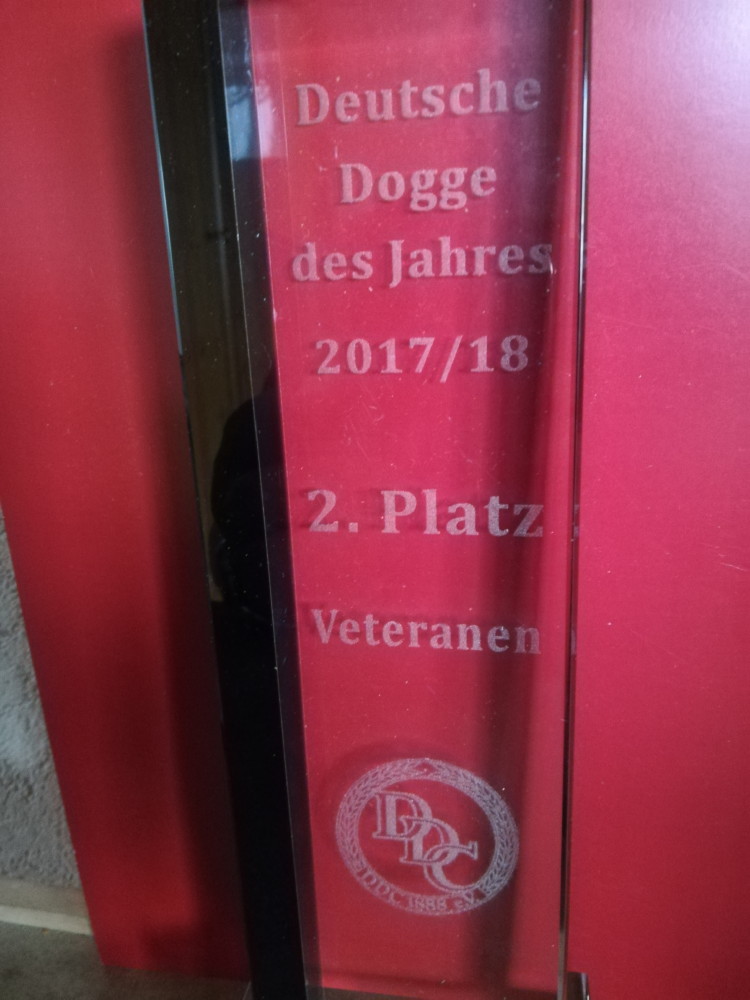 Deutsche
Dogge
des Jahres
2017/18
2. Platz
Veteranen
DDC
DDC 1888 e.V.